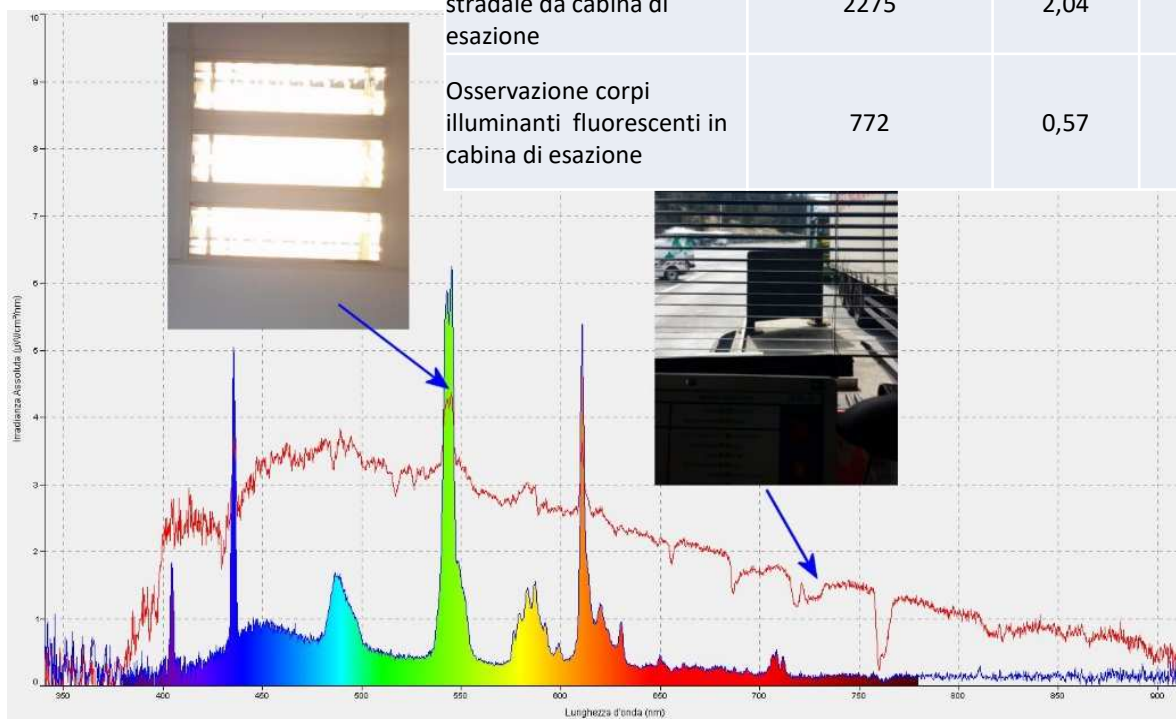 stradale da cabina di
esazione
2275
2,04
Osservazione corpi
illuminanti fluorescenti in
cabina di esazione
772
0,57
10
9
8
7
6
5
4
3
2
1
0
Irradianza Assoluta (µW/cm²/nm)
350 400 450 500 550 600 650 700 750 800 850 900
Lunghezza d'onda (nm)